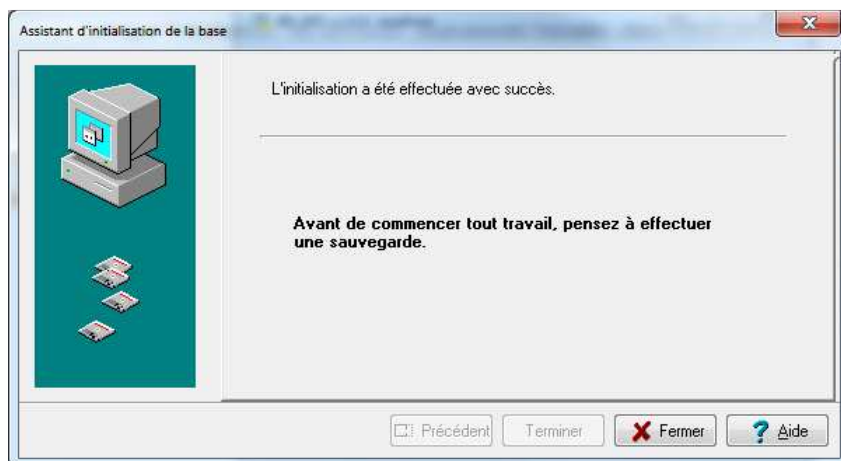 Assistant d'initialisation de la base
L'initialisation a été effectuée avec succès.
Avant de commencer tout travail, pensez à effectuer
une sauvegarde.
Précédent
Terminer
Fermer
Aide